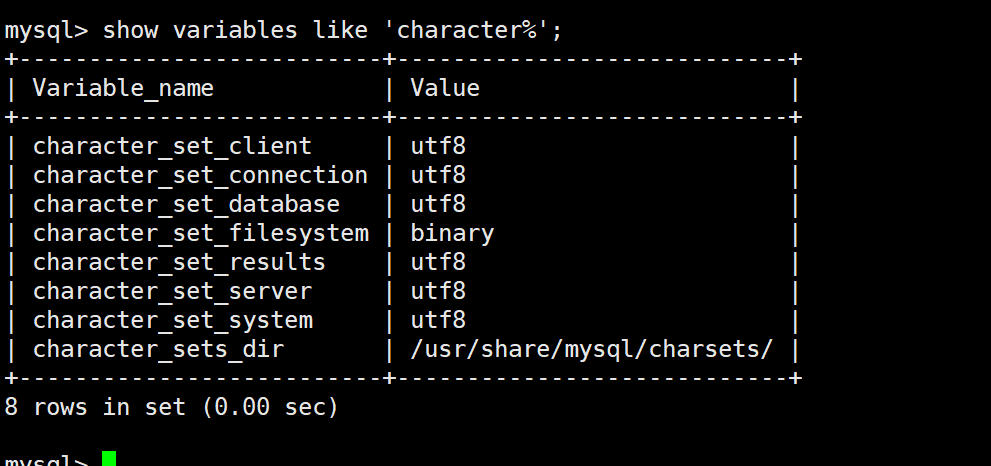 mysql> show variables like 'character%';
+--------------------------+----------------------------+
| Variable_name            | Value                      |
+--------------------------+----------------------------+
| character_set_client     | utf8                       |
| character_set_connection | utf8                       |
| character_set_database   | utf8                       |
| character_set_filesystem | binary                     |
| character_set_results    | utf8                       |
| character_set_server     | utf8                       |
| character_set_system     | utf8                       |
| character_sets_dir       | /usr/share/mysql/charsets/ |
+--------------------------+----------------------------+
8 rows in set (0.00 sec)
mysql>